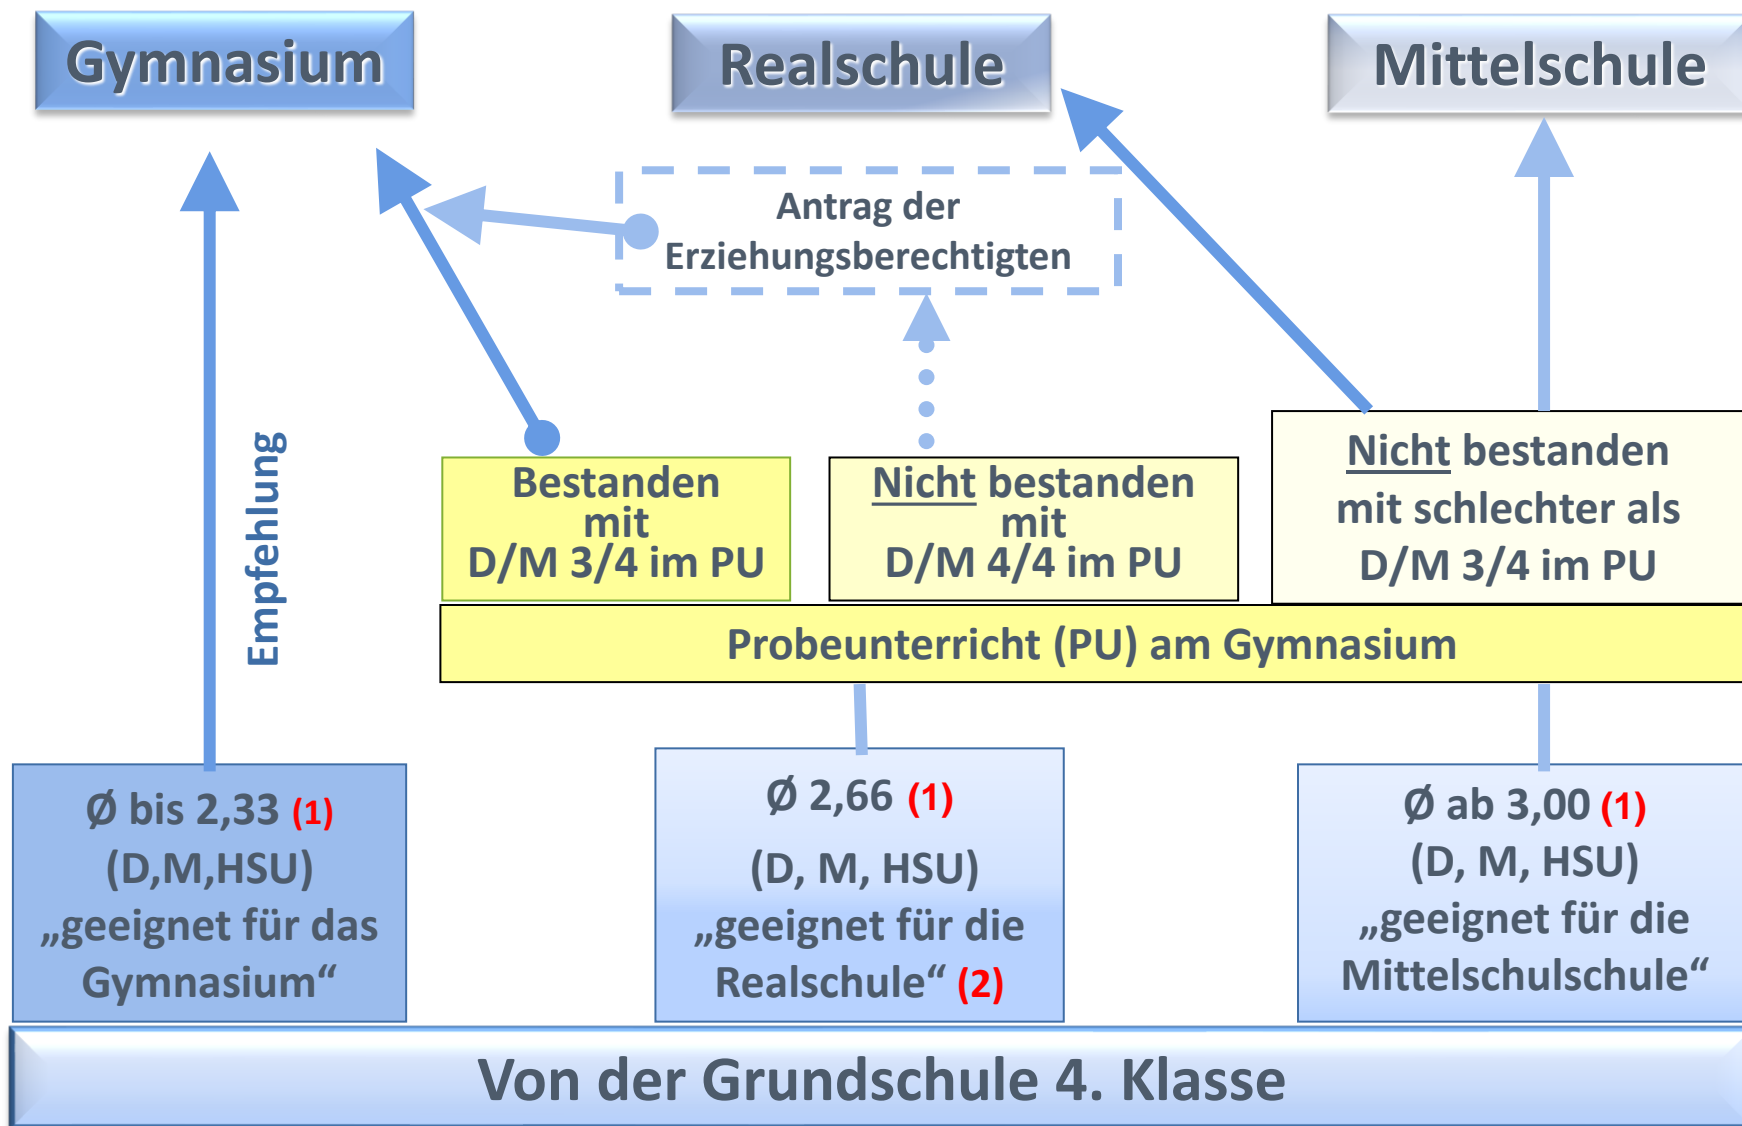 Gymnasium
Realschule
Mittelschule
Antrag der
Erziehungsberechtigten
Empfehlung
Bestanden
mit
D/M 3/4 im PU
Nicht bestanden
mit
D/M 4/4 im PU
Nicht bestanden
mit schlechter als
D/M 3/4 im PU
Probeunterricht (PU) am Gymnasium
Ø bis 2,33 (1)
(D,M,HSU)
„geeignet für das
Gymnasium“
Ø 2,66 (1)
(D, M, HSU)
„geeignet für die
Realschule“ (2)
Ø ab 3,00 (1)
(D, M, HSU)
„geeignet für die
Mittelschulschule“
Von der Grundschule 4. Klasse